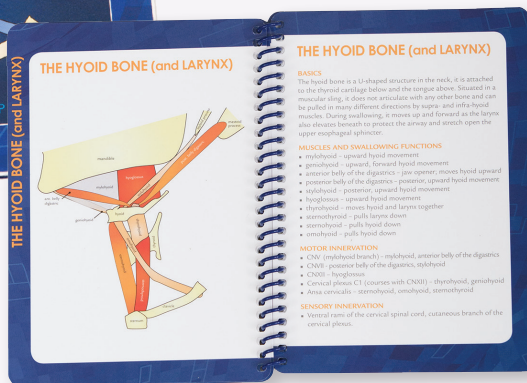 THE HYOID BONE (and LARYNX)
THE HYOID BONE (and LARYNX)
mandible
mastoid process
mylohyoid
hyoglossus
ant. belly digastric
geniohyoid
hyoid
THE HYOID BONE (and LARYNX)
BASICS
The hyoid bone is a U-shaped structure in the neck, it is attached
to the thyroid cartilage below and the tongue above. Situated in a
muscular sling, it does not articulate with any other bone and can
be pulled in many different directions by supra- and infra-hyoid
muscles. During swallowing, it moves up and forward as the larynx
also elevates beneath to protect the airway and stretch open the
upper esophageal sphincter.
MUSCLES AND SWALLOWING FUNCTIONS
• mylohyoid – upward hyoid movement
• geniohyoid – upward, forward hyoid movement
• anterior belly of the digastrics – jaw opener, moves hyoid upward
• posterior belly of the digastrics – posterior, upward hyoid movement
• stylohyoid – posterior, upward hyoid movement
• hyoglossus – upward hyoid movement
• thyrohyoid – moves hyoid and larynx together
• sternothyroid – pulls larynx down
• sternohyoid – pulls hyoid down
• omohyoid – pulls hyoid down
MOTOR INNERVATION
• CNV (mylohyoid branch) – mylohyoid, anterior belly of the digastrics
• CNVII - posterior belly of the digastrics, stylohyoid
• CNXII – hyoglossus
• Cervical plexus C1 (courses with CNXII) – thyrohyoid, geniohyoid
• Ansa cervicalis – sternohyoid, omohyoid, sternothyroid
SENSORY INNERVATION
• Ventral rami of the cervical spinal cord, cutaneous branch of the
cervical plexus.